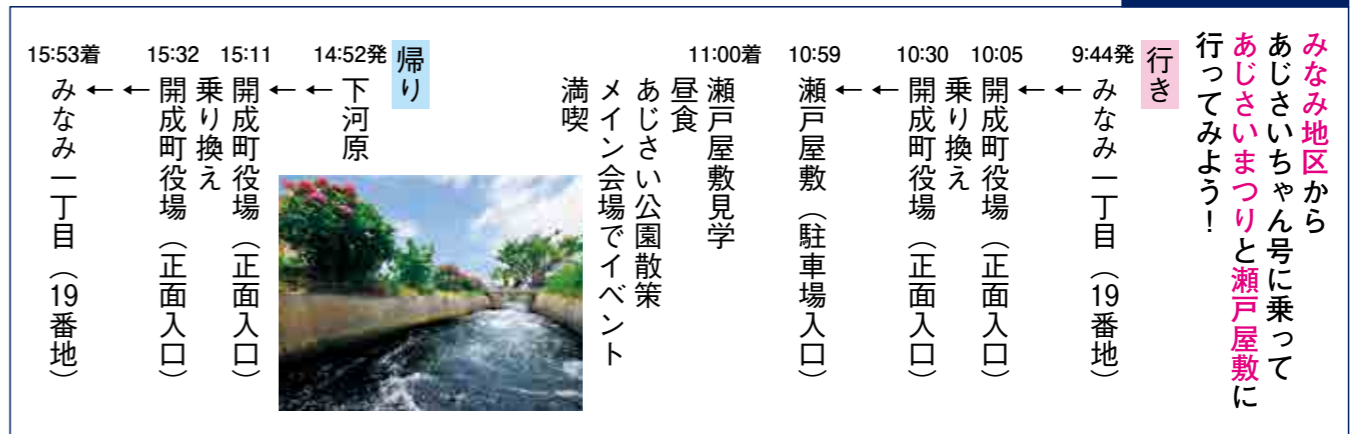 みなみ地区から
あじさいちゃん号に乗って
あじさいまつりと瀬戸屋敷に
行ってみよう！
行き
9:44発
みなみ一丁目（19番地）
←←
10:05
開成町役場（正面入口）
乗り換え
10:30
開成町役場（正面入口）
←←
10:59
瀬戸屋敷（駐車場入口）
11:00着
瀬戸屋敷見学
昼食
あじさい公園散策
メイン会場でイベント
満喫
帰り
14:52発
下河原
←←
15:11
開成町役場（正面入口）
乗り換え
15:32
開成町役場（正面入口）
←←
15:53着
みなみ一丁目（19番地）